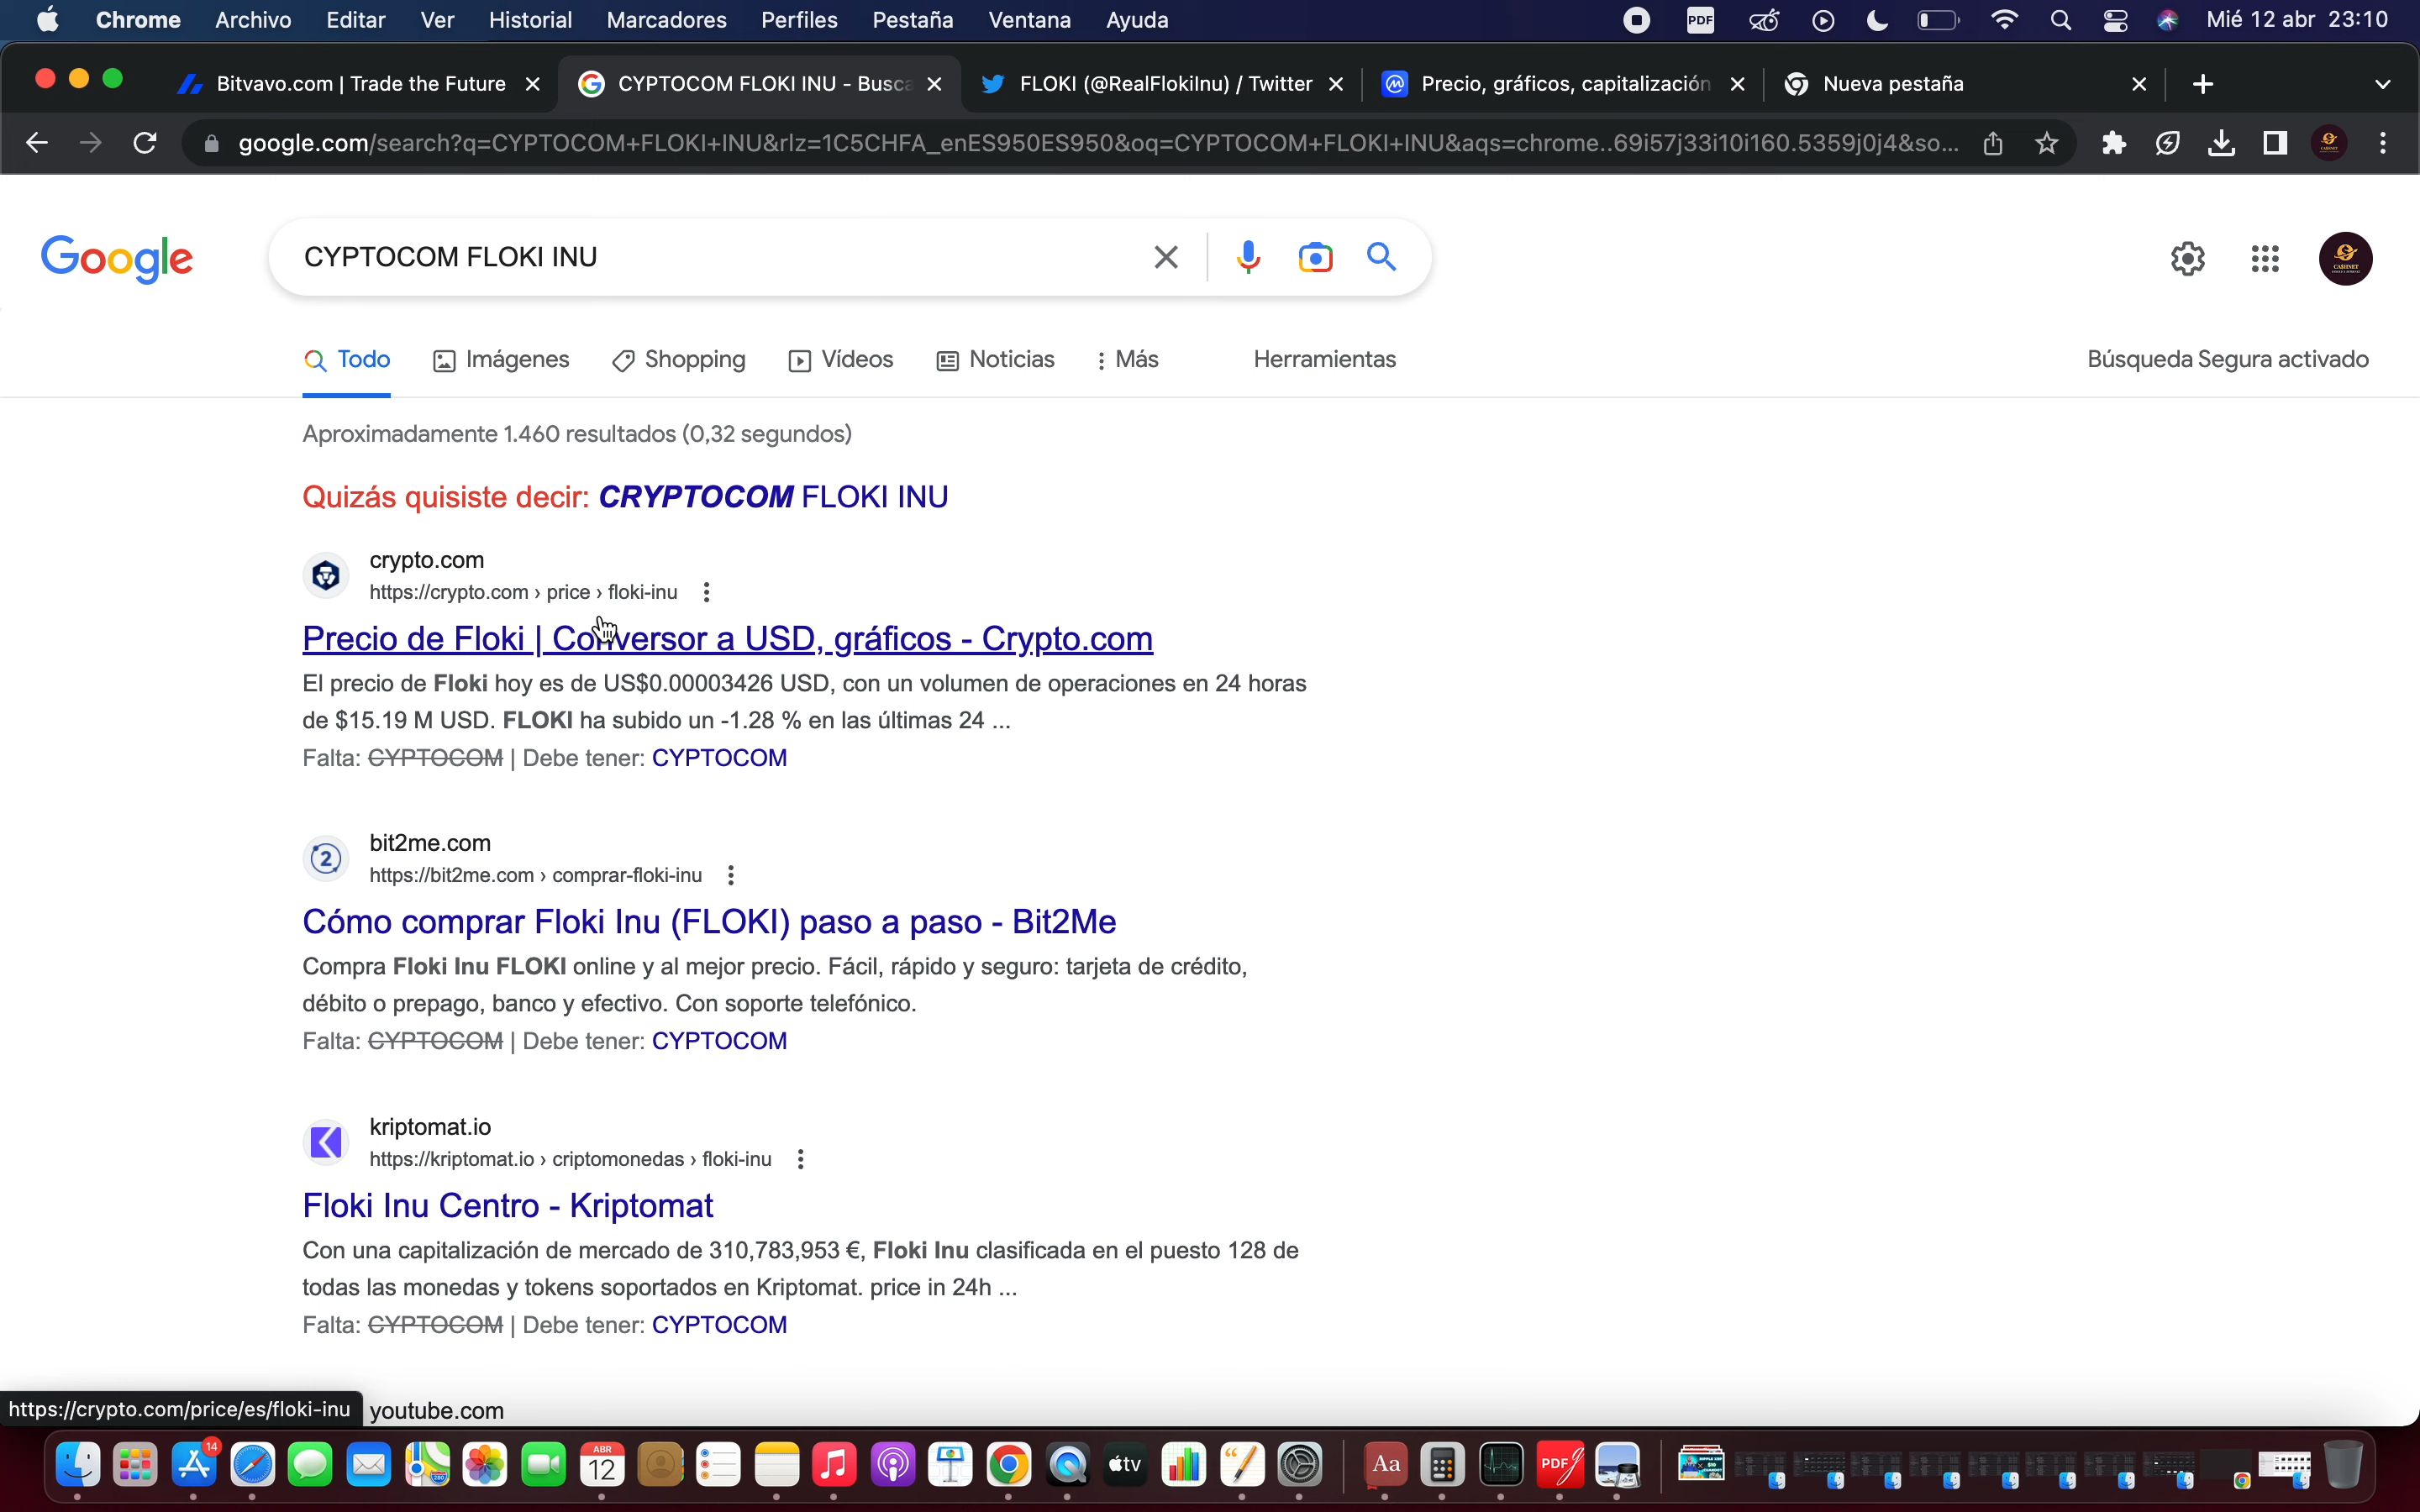 Chrome Archivo Editar Ver Historial Marcadores Perfiles Pestaña Ventana Ayuda PDF Mié 12 abr 23:10
Bitvavo.com | Trade the Future CYPTOCOM FLOKI INU - Busca FLOKI (@RealFlokiInu) / Twitter Precio, gráficos, capitalización Nueva pestaña
google.com/search?q=CYPTOCOM+FLOKI+INU&rlz=1C5CHFA_enES950ES950&oq=CYPTOCOM+FLOKI+INU&aqs=chrome..69i57j33i10i160.5359j0j4&so...
Google CYPTOCOM FLOKI INU
Todo Imágenes Shopping Vídeos Noticias Más Herramientas Búsqueda Segura activado
Aproximadamente 1.460 resultados (0,32 segundos)
Quizás quisiste decir: CRYPTOCOM FLOKI INU
crypto.com
https://crypto.com › price › floki-inu
Precio de Floki | Conversor a USD, gráficos - Crypto.com
El precio de Floki hoy es de US$0.00003426 USD, con un volumen de operaciones en 24 horas
de $15.19 M USD. FLOKI ha subido un -1.28 % en las últimas 24 ...
Falta: CYPTOCOM | Debe tener: CYPTOCOM
bit2me.com
https://bit2me.com › comprar-floki-inu
Cómo comprar Floki Inu (FLOKI) paso a paso - Bit2Me
Compra Floki Inu FLOKI online y al mejor precio. Fácil, rápido y seguro: tarjeta de crédito,
débito o prepago, banco y efectivo. Con soporte telefónico.
Falta: CYPTOCOM | Debe tener: CYPTOCOM
kriptomat.io
https://kriptomat.io › criptomonedas › floki-inu
Floki Inu Centro - Kriptomat
Con una capitalización de mercado de 310,783,953 €, Floki Inu clasificada en el puesto 128 de
todas las monedas y tokens soportados en Kriptomat. price in 24h ...
Falta: CYPTOCOM | Debe tener: CYPTOCOM
https://crypto.com/price/es/floki-inu youtube.com
14 ABR 12 tv Aa PDF